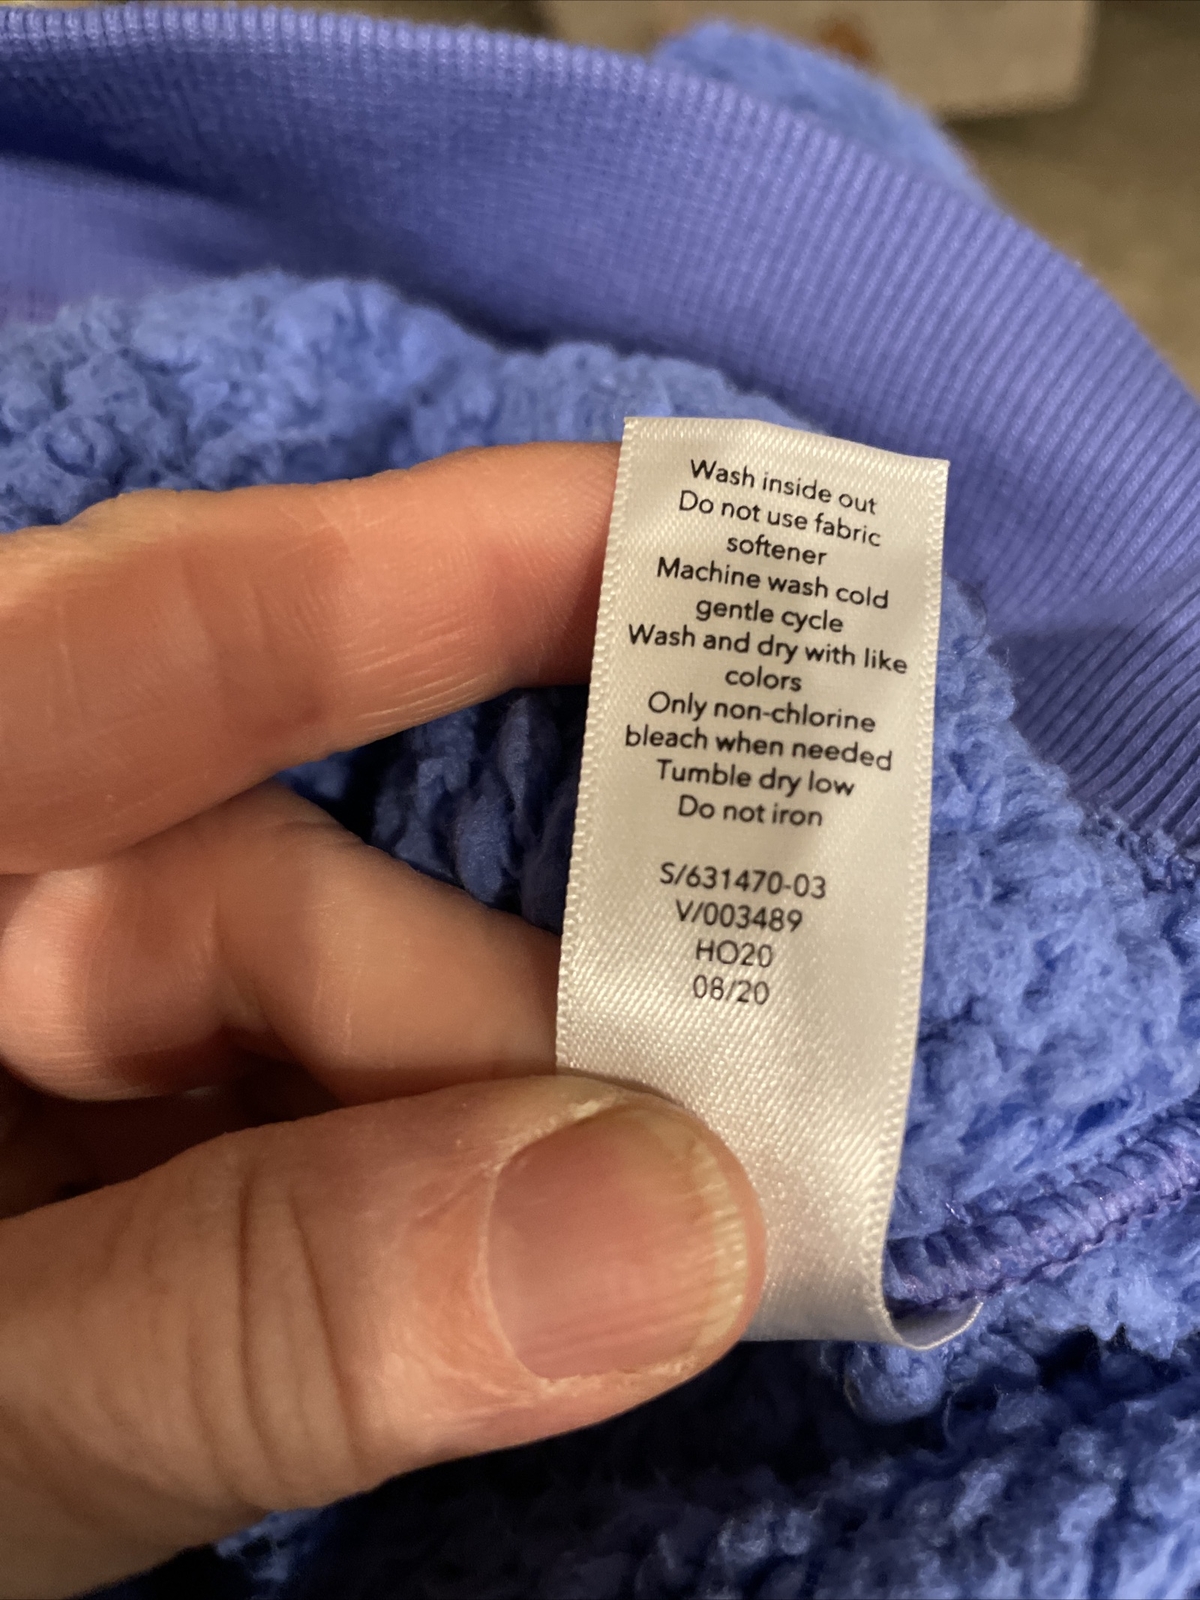 Wash inside out
Do not use fabric
softener
Machine wash cold
gentle cycle
Wash and dry with like
colors
Only non-chlorine
bleach when needed
Tumble dry low
Do not iron
S/631470-03
V/003489
HO20
08/20